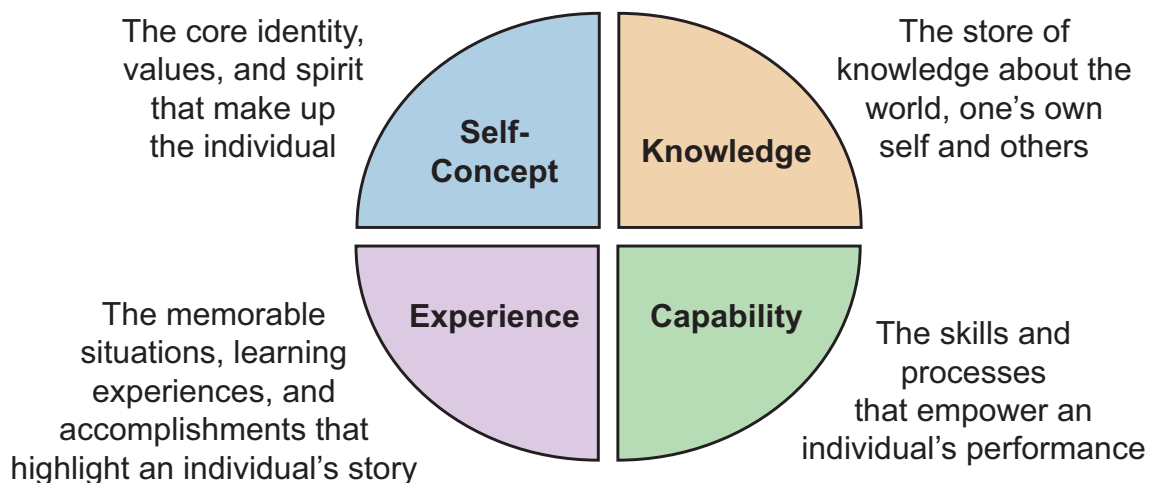 The core identity,
values, and spirit
that make up
the individual
Self-
Concept
Knowledge
The store of
knowledge about the
world, one’s own
self and others
The memorable
situations, learning
experiences, and
accomplishments that
highlight an individual’s story
Experience
Capability
The skills and
processes
that empower an
individual’s performance